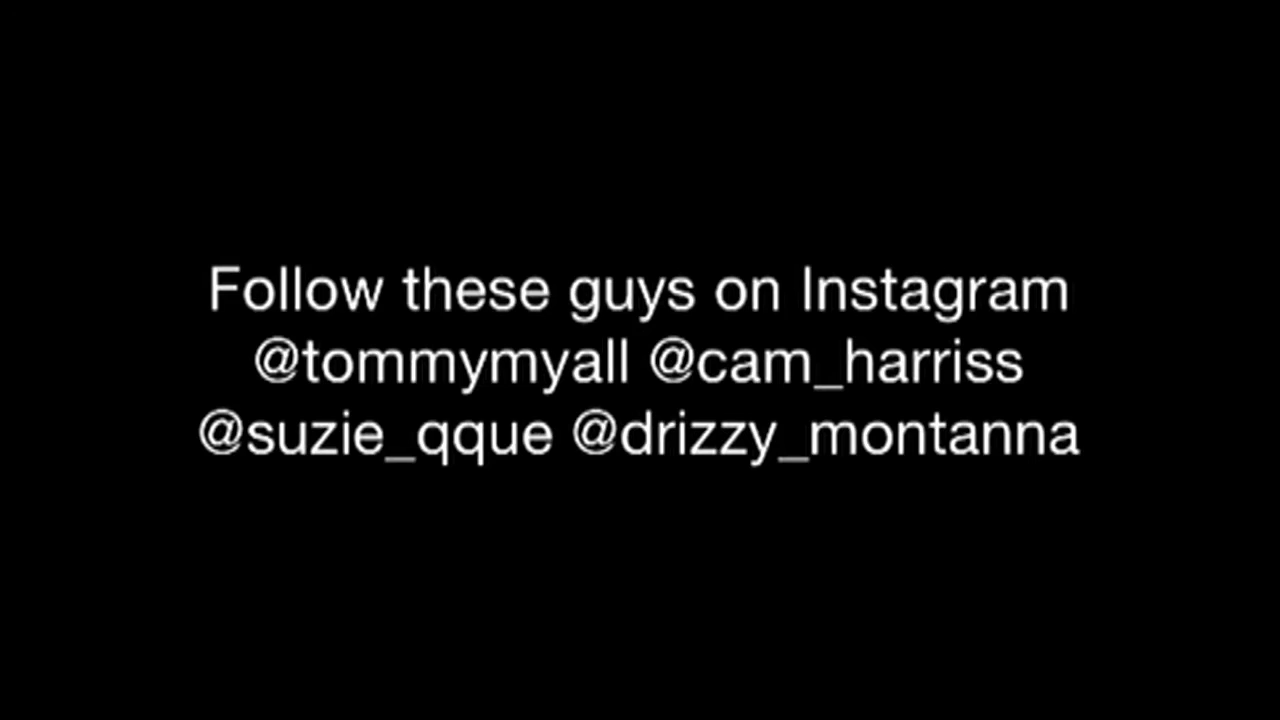 Follow these guys on Instagram
@tommymyall @cam_harriss
@suzie_qque @drizzy_montanna